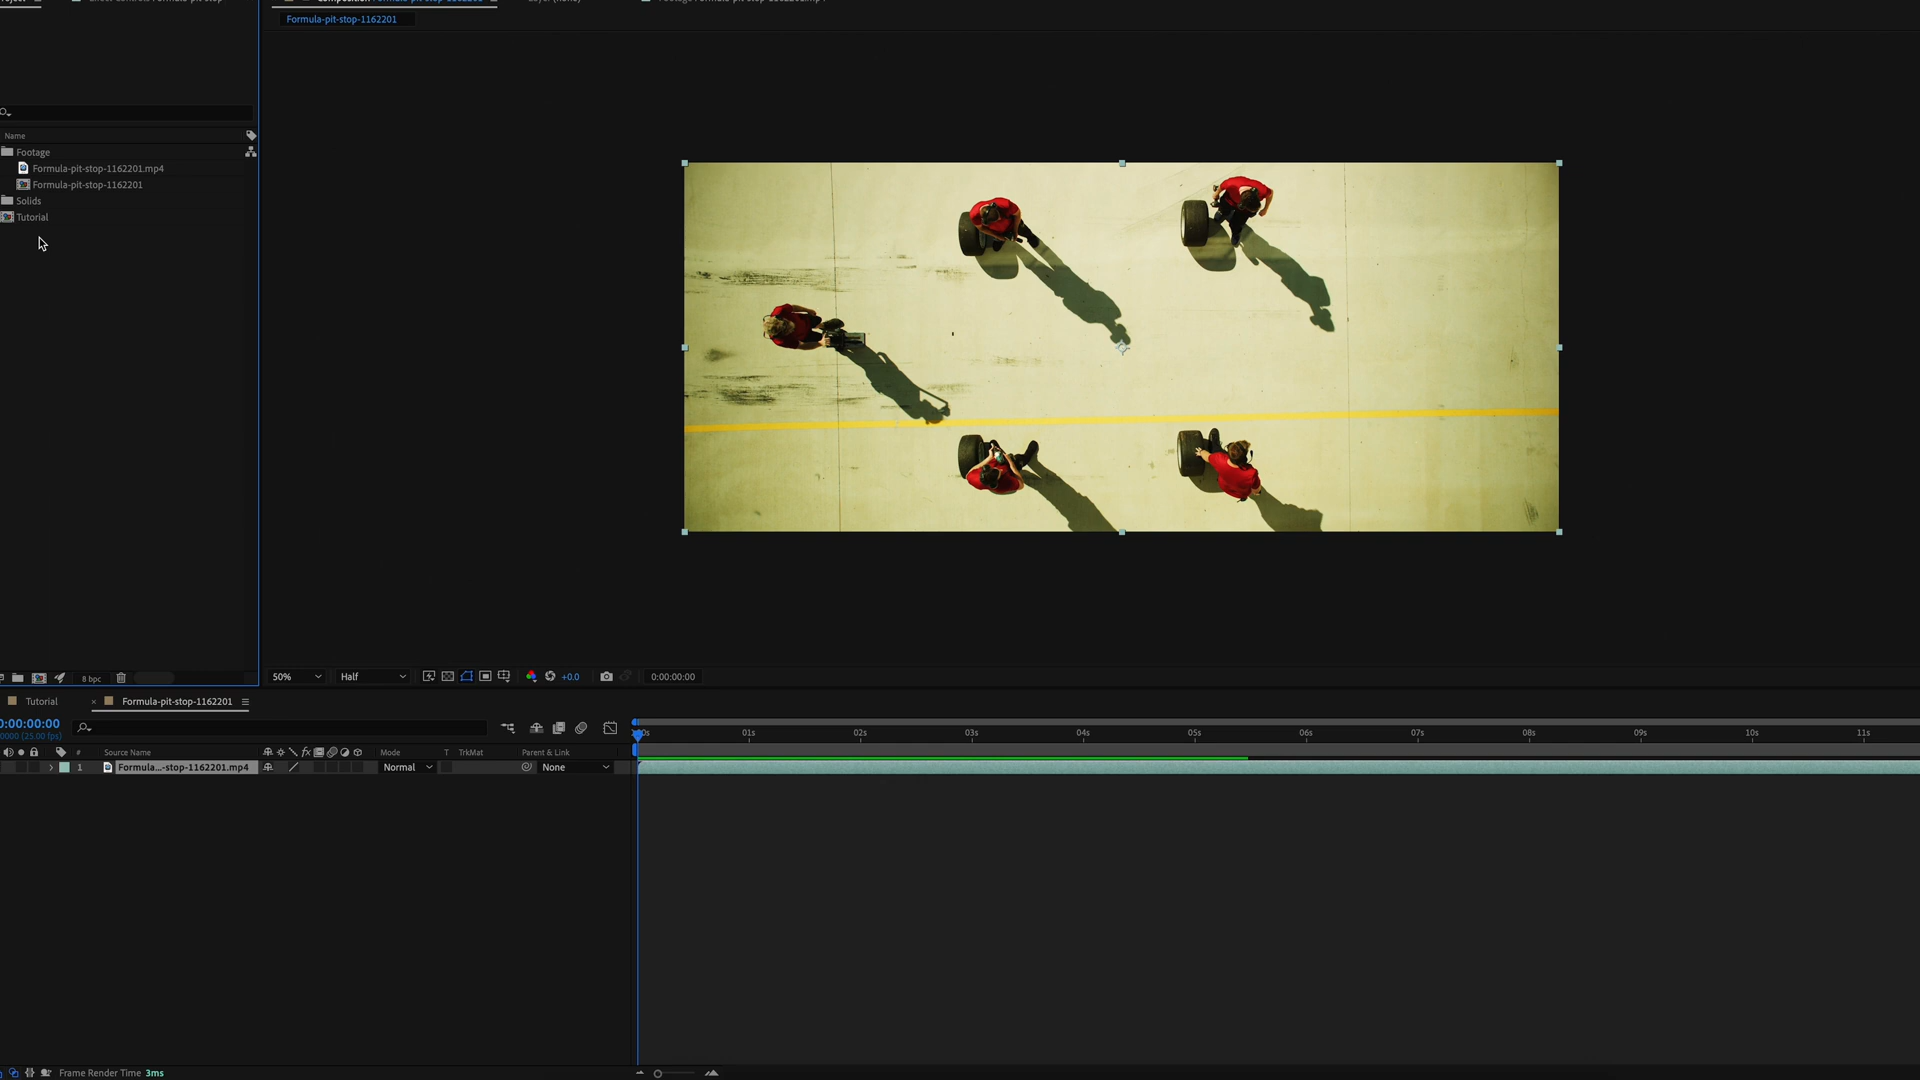 Formula-pit-stop-1162201
Name
Footage
Formula-pit-stop-1162201.mp4
Formula-pit-stop-1162201
Solids
Tutorial
8 bpc
50%
Half
+0.0
0:00:00:00
Tutorial
× Formula-pit-stop-1162201
0:00:00:00
0000 (25.00 fps)
01s 02s 03s 04s 05s 06s 07s 08s 09s 10s 11s
# Source Name fx Mode T TrkMat Parent & Link
1 Formula...-stop-1162201.mp4 Normal None
Frame Render Time 3ms